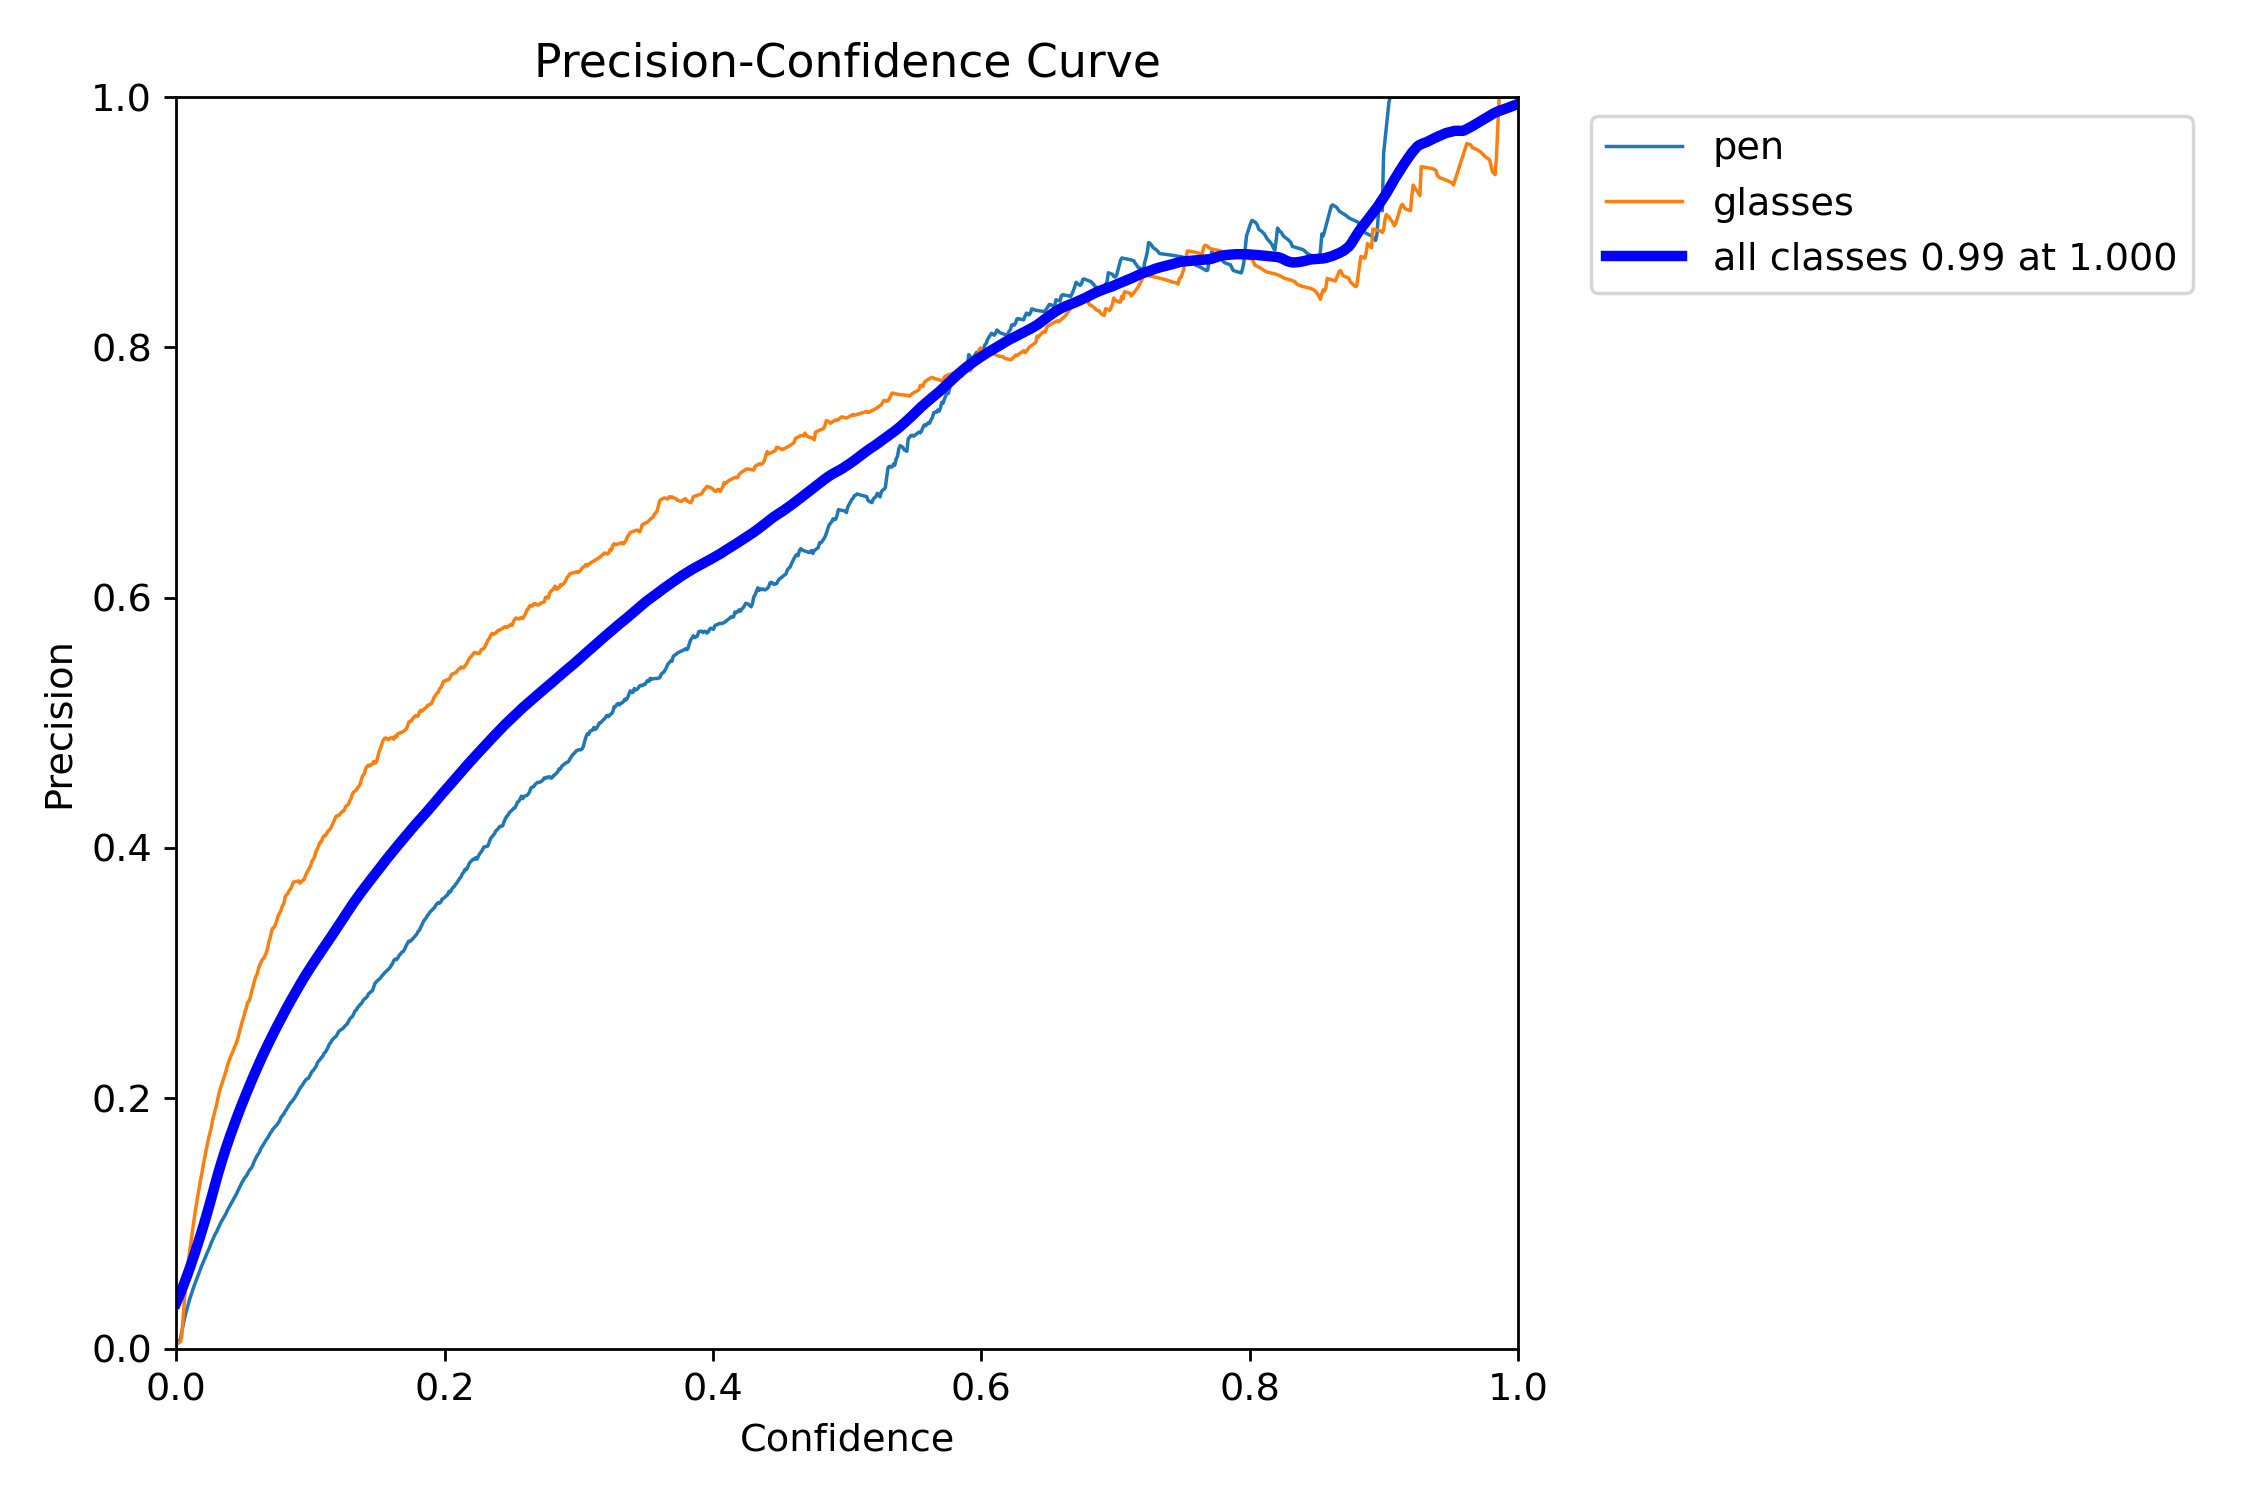 Precision-Confidence Curve
1.0
0.8
0.6
0.4
0.2
0.0
Precision
0.0 0.2 0.4 0.6 0.8 1.0
Confidence
pen
glasses
all classes 0.99 at 1.000